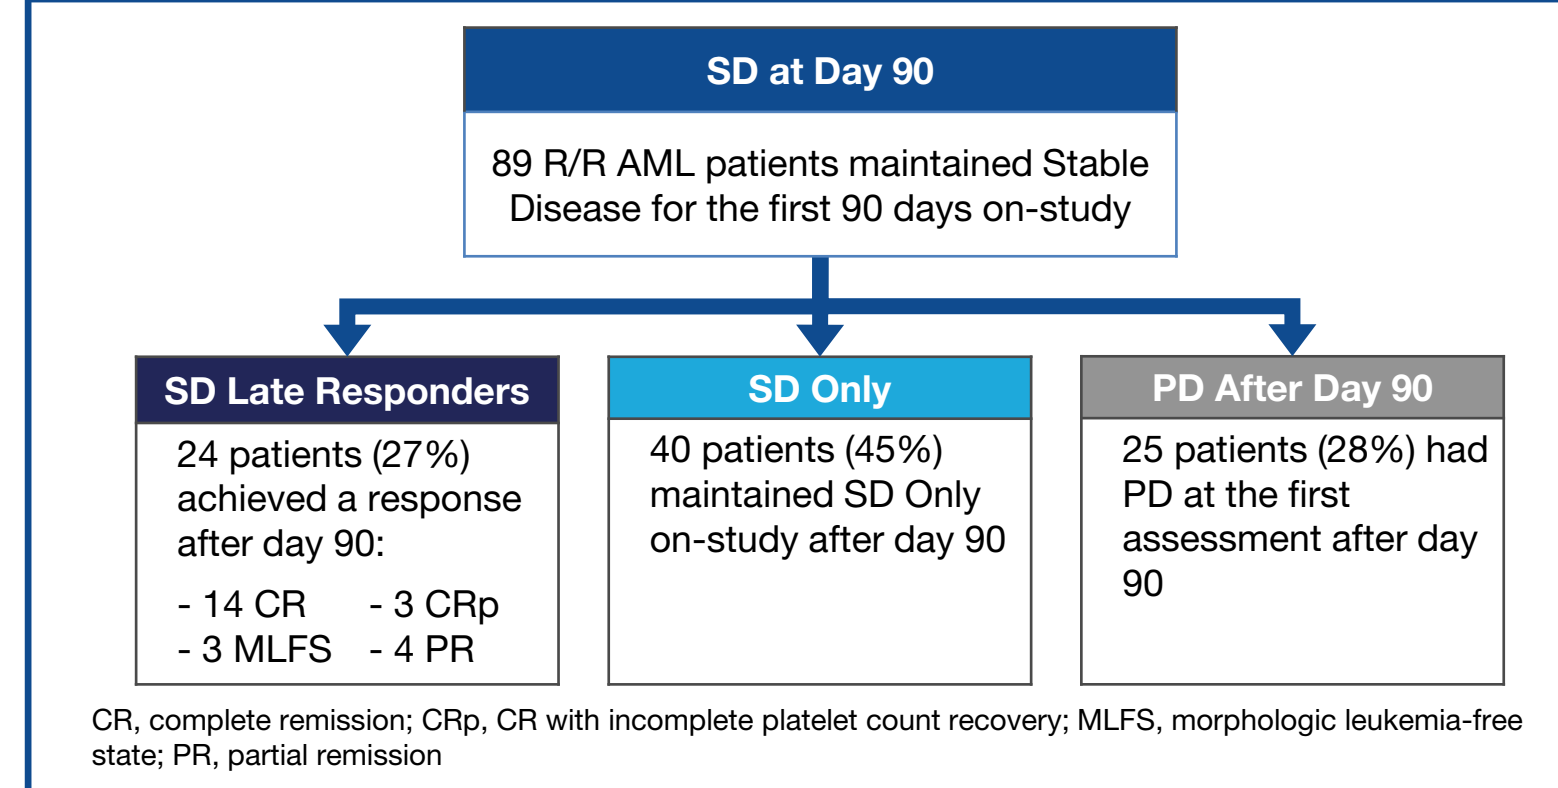 SD at Day 90
89 R/R AML patients maintained Stable
Disease for the first 90 days on-study
SD Late Responders
24 patients (27%)
achieved a response
after day 90:
- 14 CR - 3 CRp
- 3 MLFS - 4 PR
SD Only
40 patients (45%)
maintained SD Only
on-study after day 90
PD After Day 90
25 patients (28%) had
PD at the first
assessment after day
90
CR, complete remission; CRp, CR with incomplete platelet count recovery; MLFS, morphologic leukemia-free
state; PR, partial remission